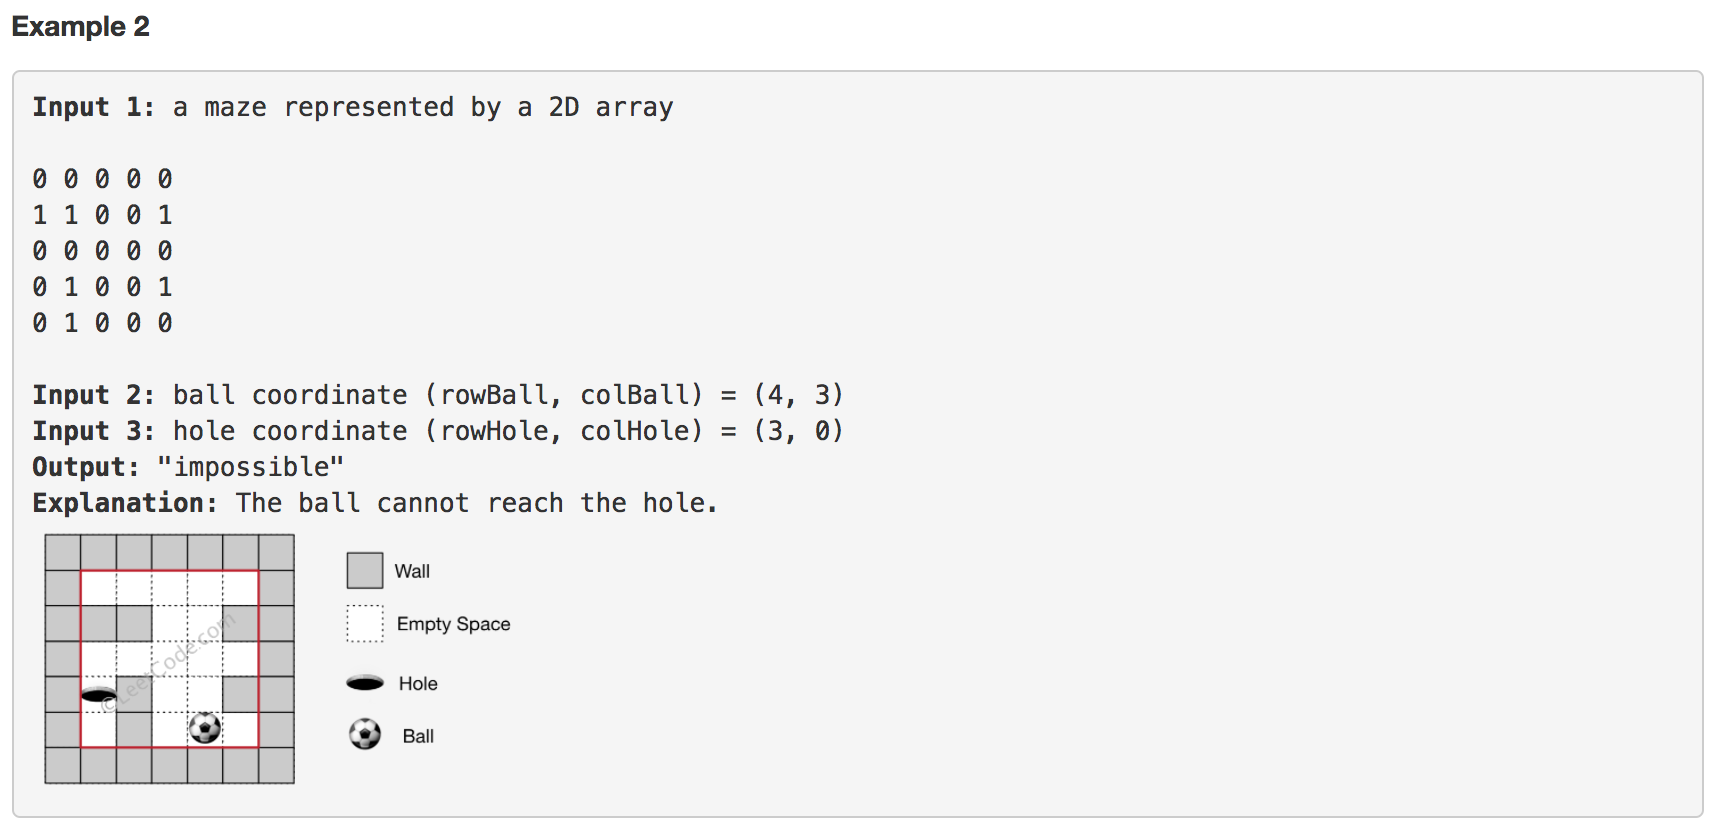 Example 2
Input 1: a maze represented by a 2D array
0 0 0 0 0
1 1 0 0 1
0 0 0 0 0
0 1 0 0 1
0 1 0 0 0
Input 2: ball coordinate (rowBall, colBall) = (4, 3)
Input 3: hole coordinate (rowHole, colHole) = (3, 0)
Output: "impossible"
Explanation: The ball cannot reach the hole.
Wall
Empty Space
Hole
Ball
©LeetCode.com